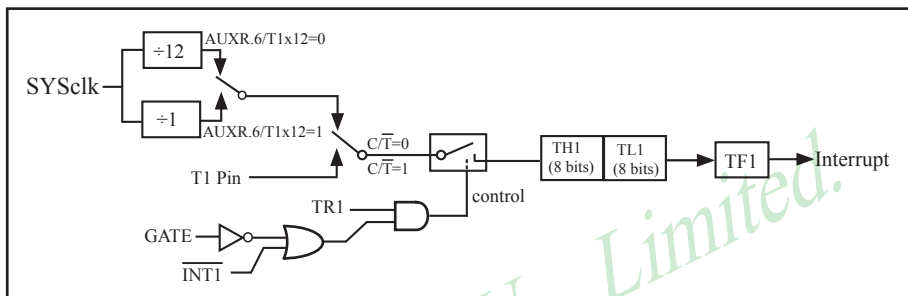 AUXR.6/T1x12=0
÷12
SYSclk
÷1
AUXR.6/T1x12=1
C/T̅=0
C/T̅=1
T1 Pin
TH1
(8 bits)
TL1
(8 bits)
TF1
Interrupt
control
TR1
GATE
I̅N̅T̅1̅
Limited.